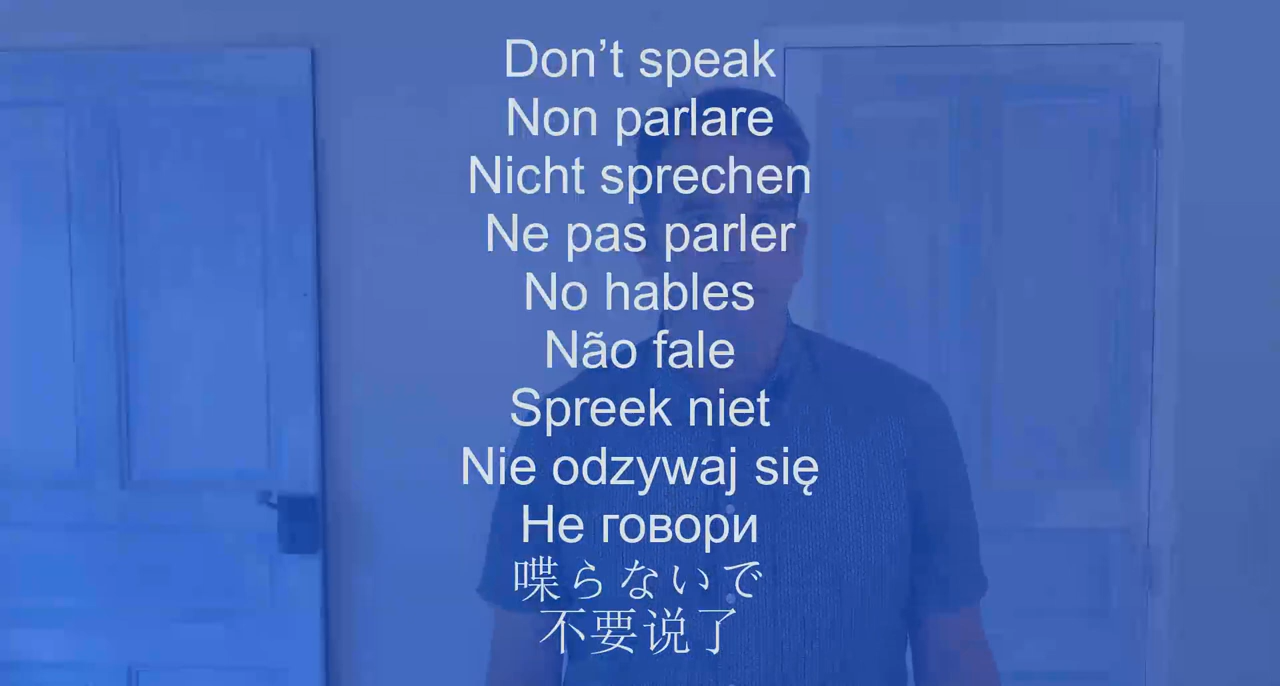 Don’t speak
Non parlare
Nicht sprechen
Ne pas parler
No hables
Não fale
Spreek niet
Nie odzywaj się
Не говори
喋らないで
不要说了